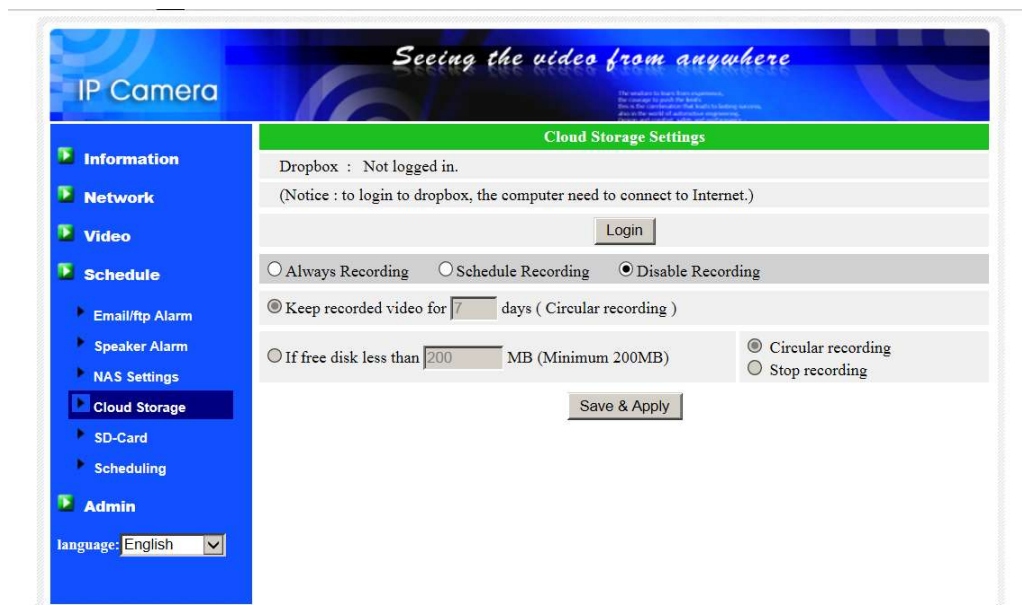 Seeing the video from anywhere
IP Camera
Information
Network
Video
Schedule
Email/ftp Alarm
Speaker Alarm
NAS Settings
Cloud Storage
SD-Card
Scheduling
Admin
language: English
Cloud Storage Settings
Dropbox : Not logged in.
(Notice : to login to dropbox, the computer need to connect to Internet.)
Login
Always Recording Schedule Recording Disable Recording
Keep recorded video for 7 days ( Circular recording )
If free disk less than 200 MB (Minimum 200MB)
Circular recording
Stop recording
Save & Apply